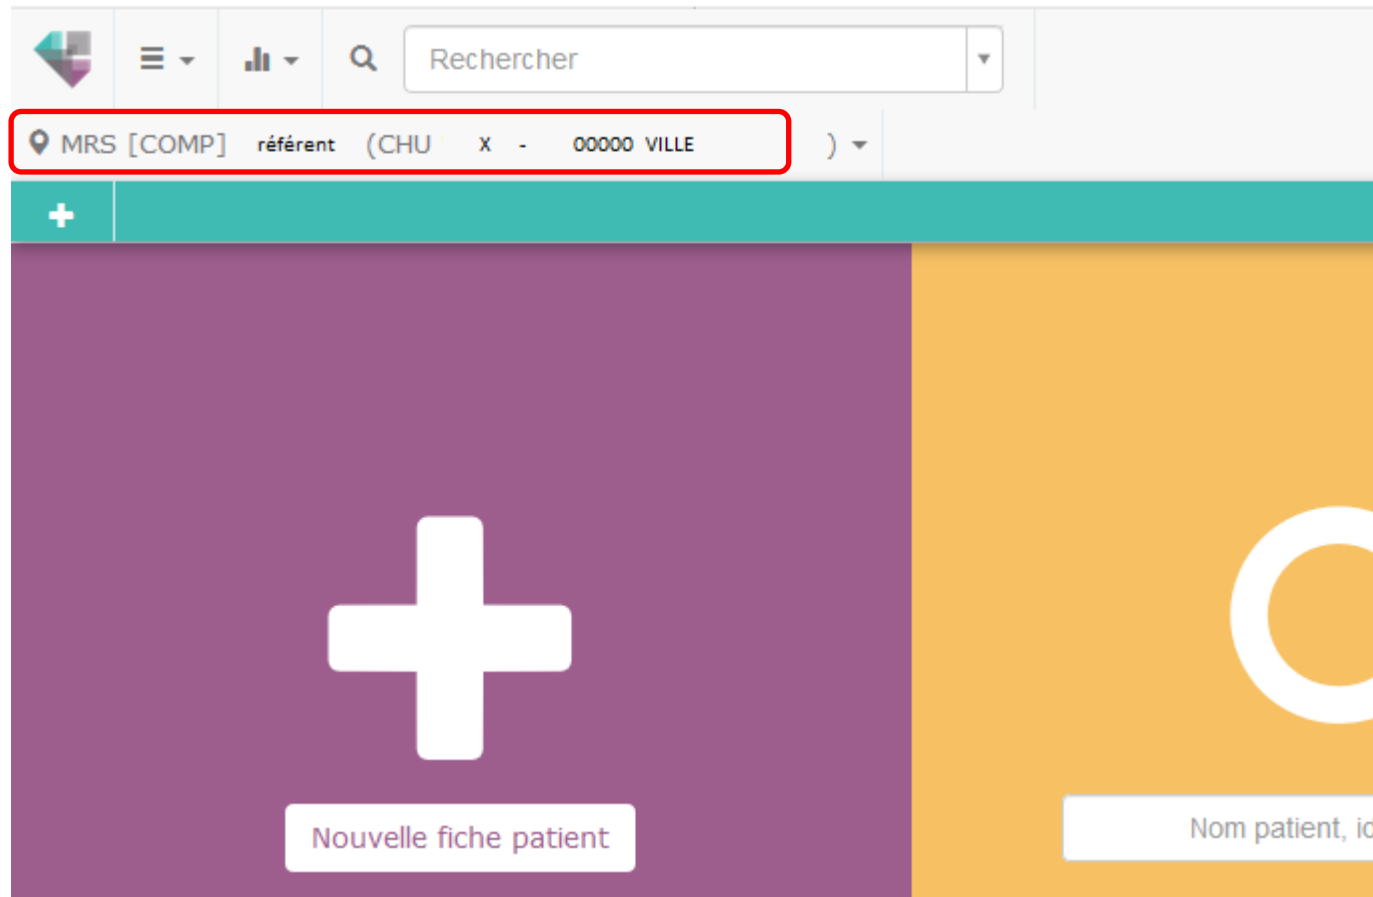 Rechercher
MRS [COMP] référent (CHU X - 00000 VILLE )
Nouvelle fiche patient
Nom patient, id